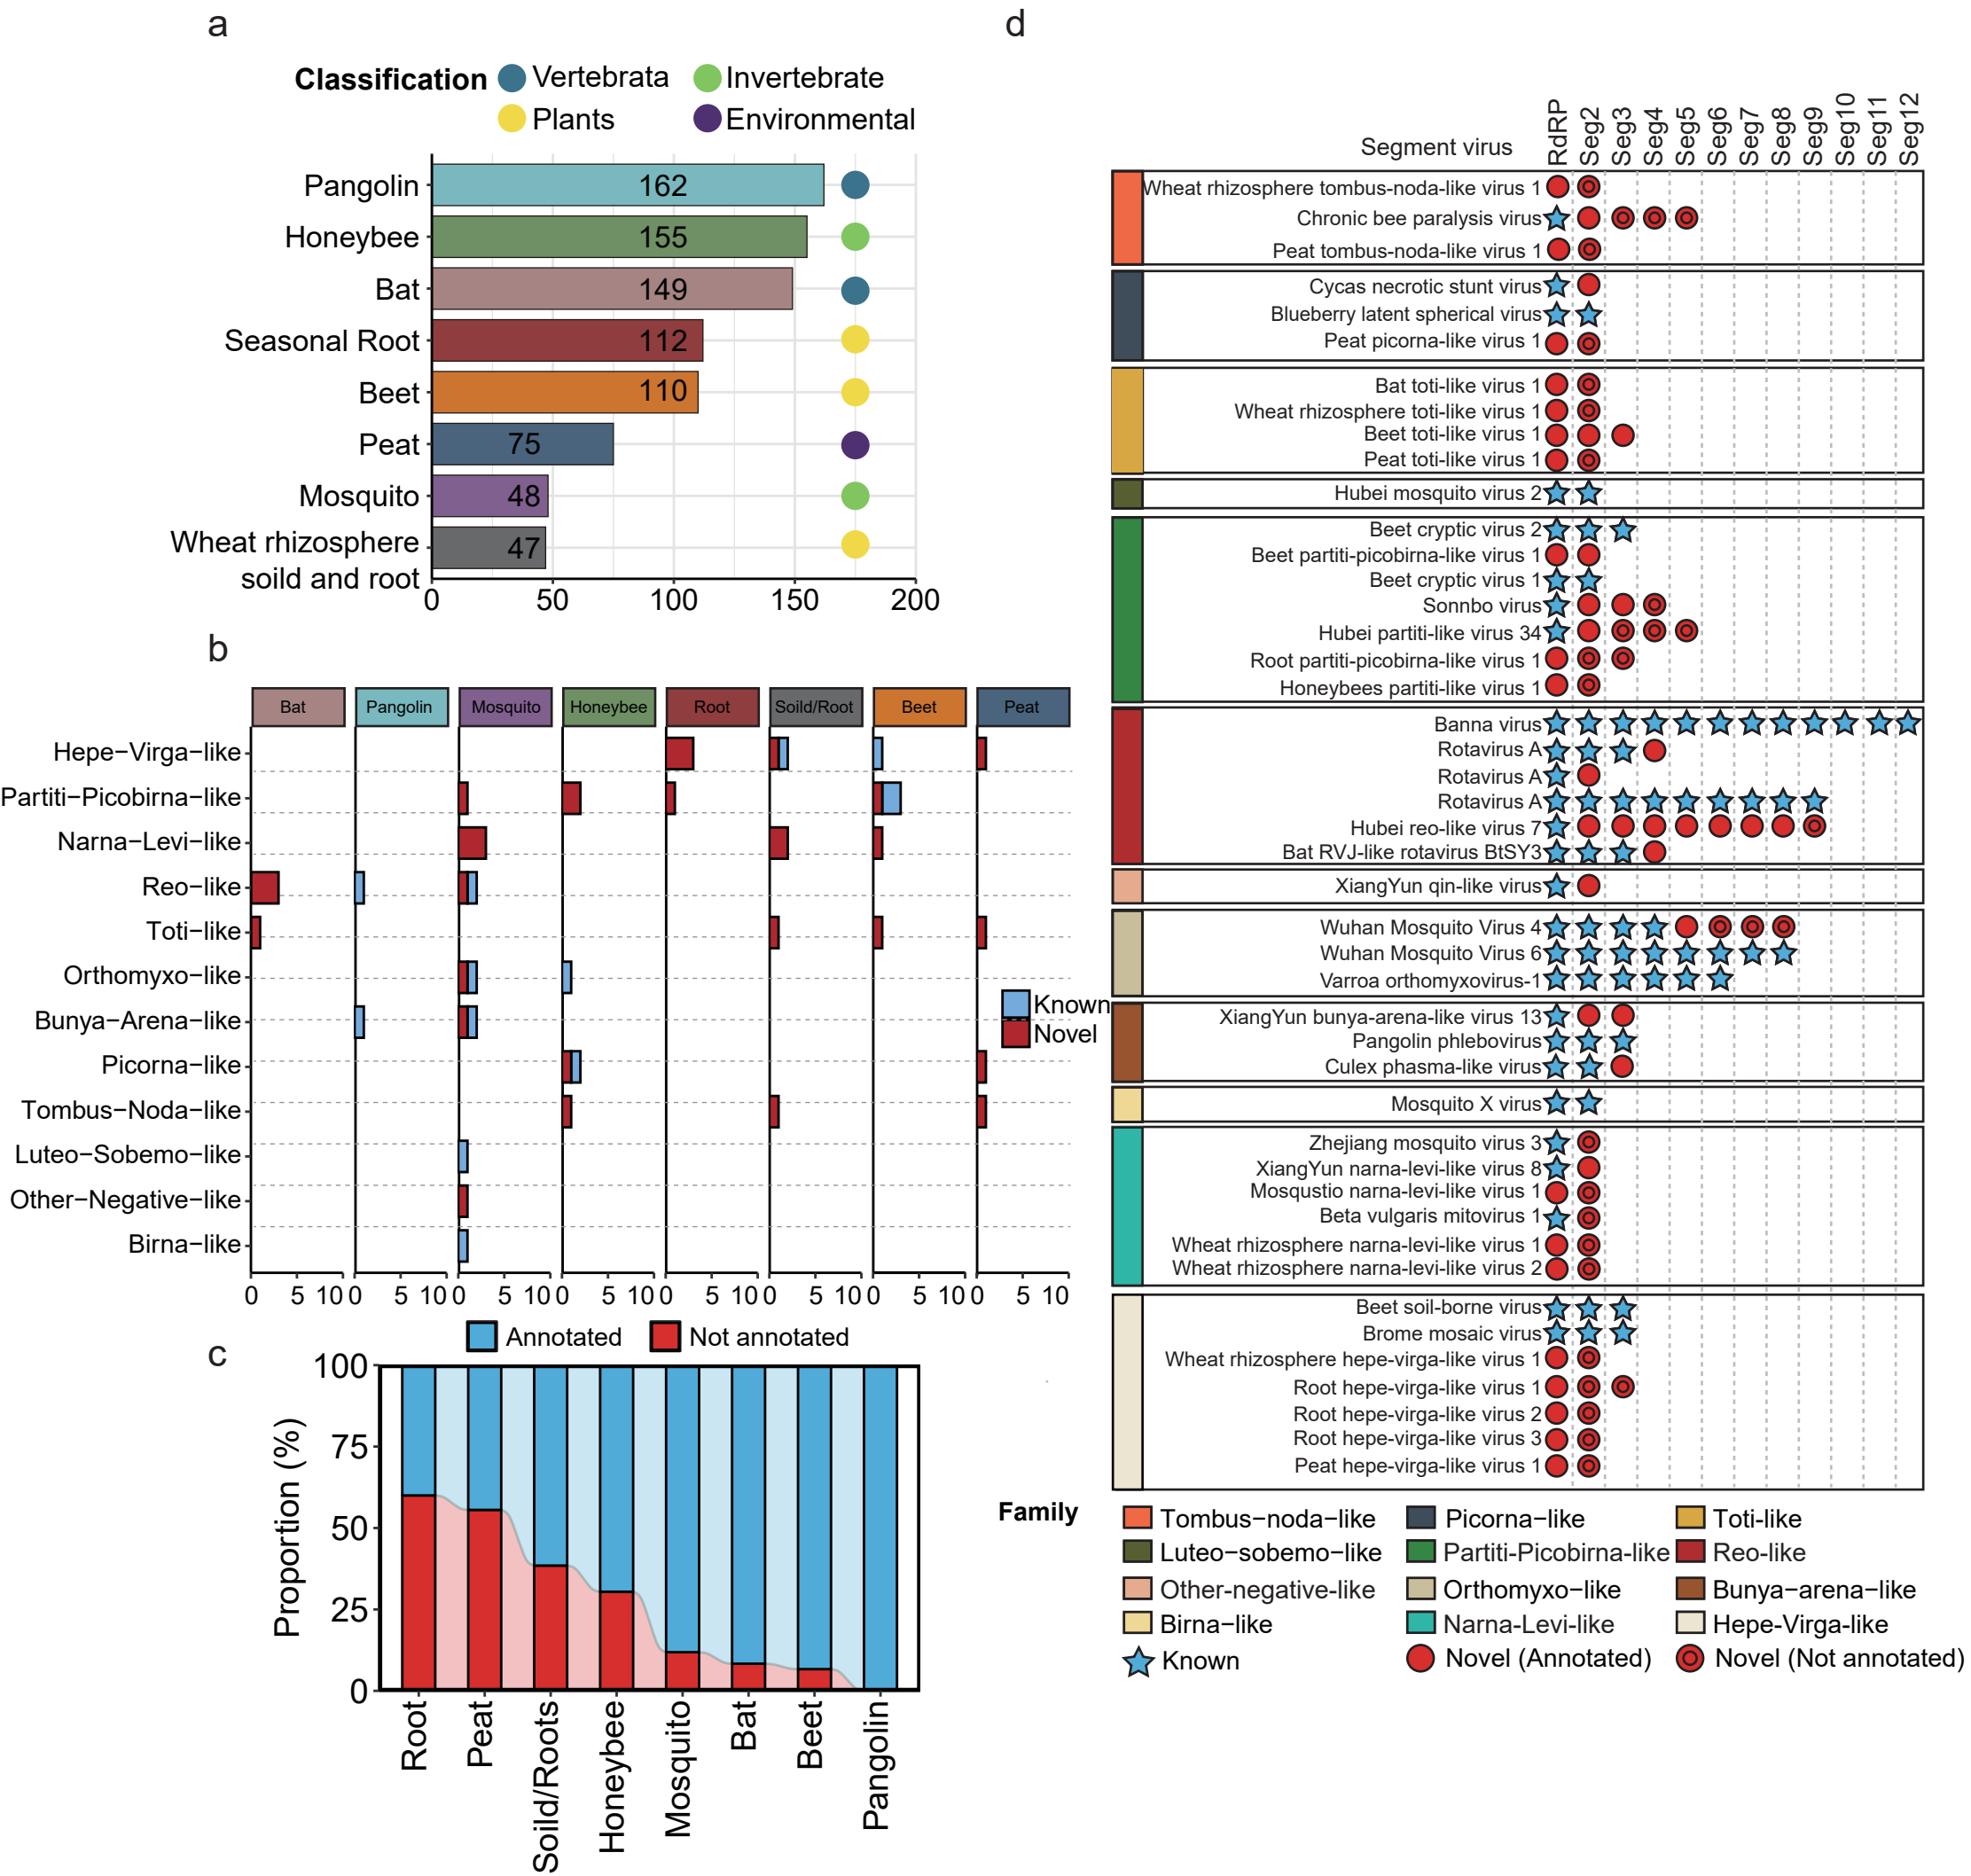 a
Classification
Vertebrata
Invertebrate
Plants
Environmental
Pangolin
162
Honeybee
155
Bat
149
Seasonal Root
112
Beet
110
Peat
75
Mosquito
48
Wheat rhizosphere
soild and root
47
0 50 100 150 200
b
Bat Pangolin Mosquito Honeybee Root Soild/Root Beet Peat
Hepe−Virga−like
Partiti−Picobirna−like
Narna−Levi−like
Reo−like
Toti−like
Orthomyxo−like
Bunya−Arena−like
Picorna−like
Tombus−Noda−like
Luteo−Sobemo−like
Other−Negative−like
Birna−like
Known
Novel
0 5 10 0 5 10 0 5 10 0 5 10 0 5 10 0 5 10 0 5 10 0 5 10
c
Annotated
Not annotated
Proportion (%)
100
75
50
25
0
Root
Peat
Soild/Roots
Honeybee
Mosquito
Bat
Beet
Pangolin
d
Segment virus
RdRP
Seg2
Seg3
Seg4
Seg5
Seg6
Seg7
Seg8
Seg9
Seg10
Seg11
Seg12
Wheat rhizosphere tombus-noda-like virus 1
Chronic bee paralysis virus
Peat tombus-noda-like virus 1
Cycas necrotic stunt virus
Blueberry latent spherical virus
Peat picorna-like virus 1
Bat toti-like virus 1
Wheat rhizosphere toti-like virus 1
Beet toti-like virus 1
Peat toti-like virus 1
Hubei mosquito virus 2
Beet cryptic virus 2
Beet partiti-picobirna-like virus 1
Beet cryptic virus 1
Sonnbo virus
Hubei partiti-like virus 34
Root partiti-picobirna-like virus 1
Honeybees partiti-like virus 1
Banna virus
Rotavirus A
Rotavirus A
Rotavirus A
Hubei reo-like virus 7
Bat RVJ-like rotavirus BtSY3
XiangYun qin-like virus
Wuhan Mosquito Virus 4
Wuhan Mosquito Virus 6
Varroa orthomyxovirus-1
XiangYun bunya-arena-like virus 13
Pangolin phlebovirus
Culex phasma-like virus
Mosquito X virus
Zhejiang mosquito virus 3
XiangYun narna-levi-like virus 8
Mosqustio narna-levi-like virus 1
Beta vulgaris mitovirus 1
Wheat rhizosphere narna-levi-like virus 1
Wheat rhizosphere narna-levi-like virus 2
Beet soil-borne virus
Brome mosaic virus
Wheat rhizosphere hepe-virga-like virus 1
Root hepe-virga-like virus 1
Root hepe-virga-like virus 2
Root hepe-virga-like virus 3
Peat hepe-virga-like virus 1
Family
Tombus−noda−like
Picorna−like
Toti-like
Luteo−sobemo−like
Partiti-Picobirna-like
Reo-like
Other-negative-like
Orthomyxo−like
Bunya−arena−like
Birna−like
Narna-Levi-like
Hepe-Virga-like
Known
Novel (Annotated)
Novel (Not annotated)